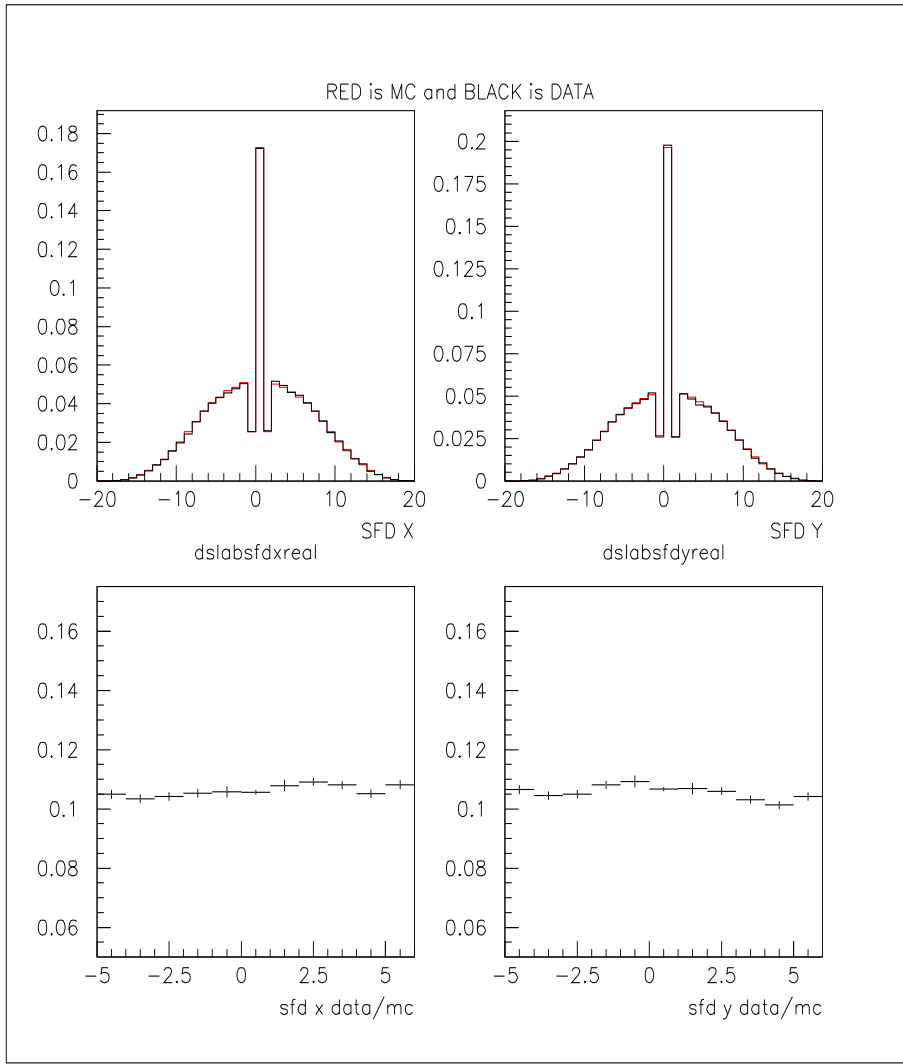 RED is MC and BLACK is DATA
0.18
0.16
0.14
0.12
0.1
0.08
0.06
0.04
0.02
0
-20 -10 0 10 20
SFD X
0.2
0.175
0.15
0.125
0.1
0.075
0.05
0.025
0
-20 -10 0 10 20
SFD Y
dslabsfdxreal
0.16
0.14
0.12
0.1
0.08
0.06
-5 -2.5 0 2.5 5
sfd x data/mc
dslabsfdyreal
0.16
0.14
0.12
0.1
0.08
0.06
-5 -2.5 0 2.5 5
sfd y data/mc